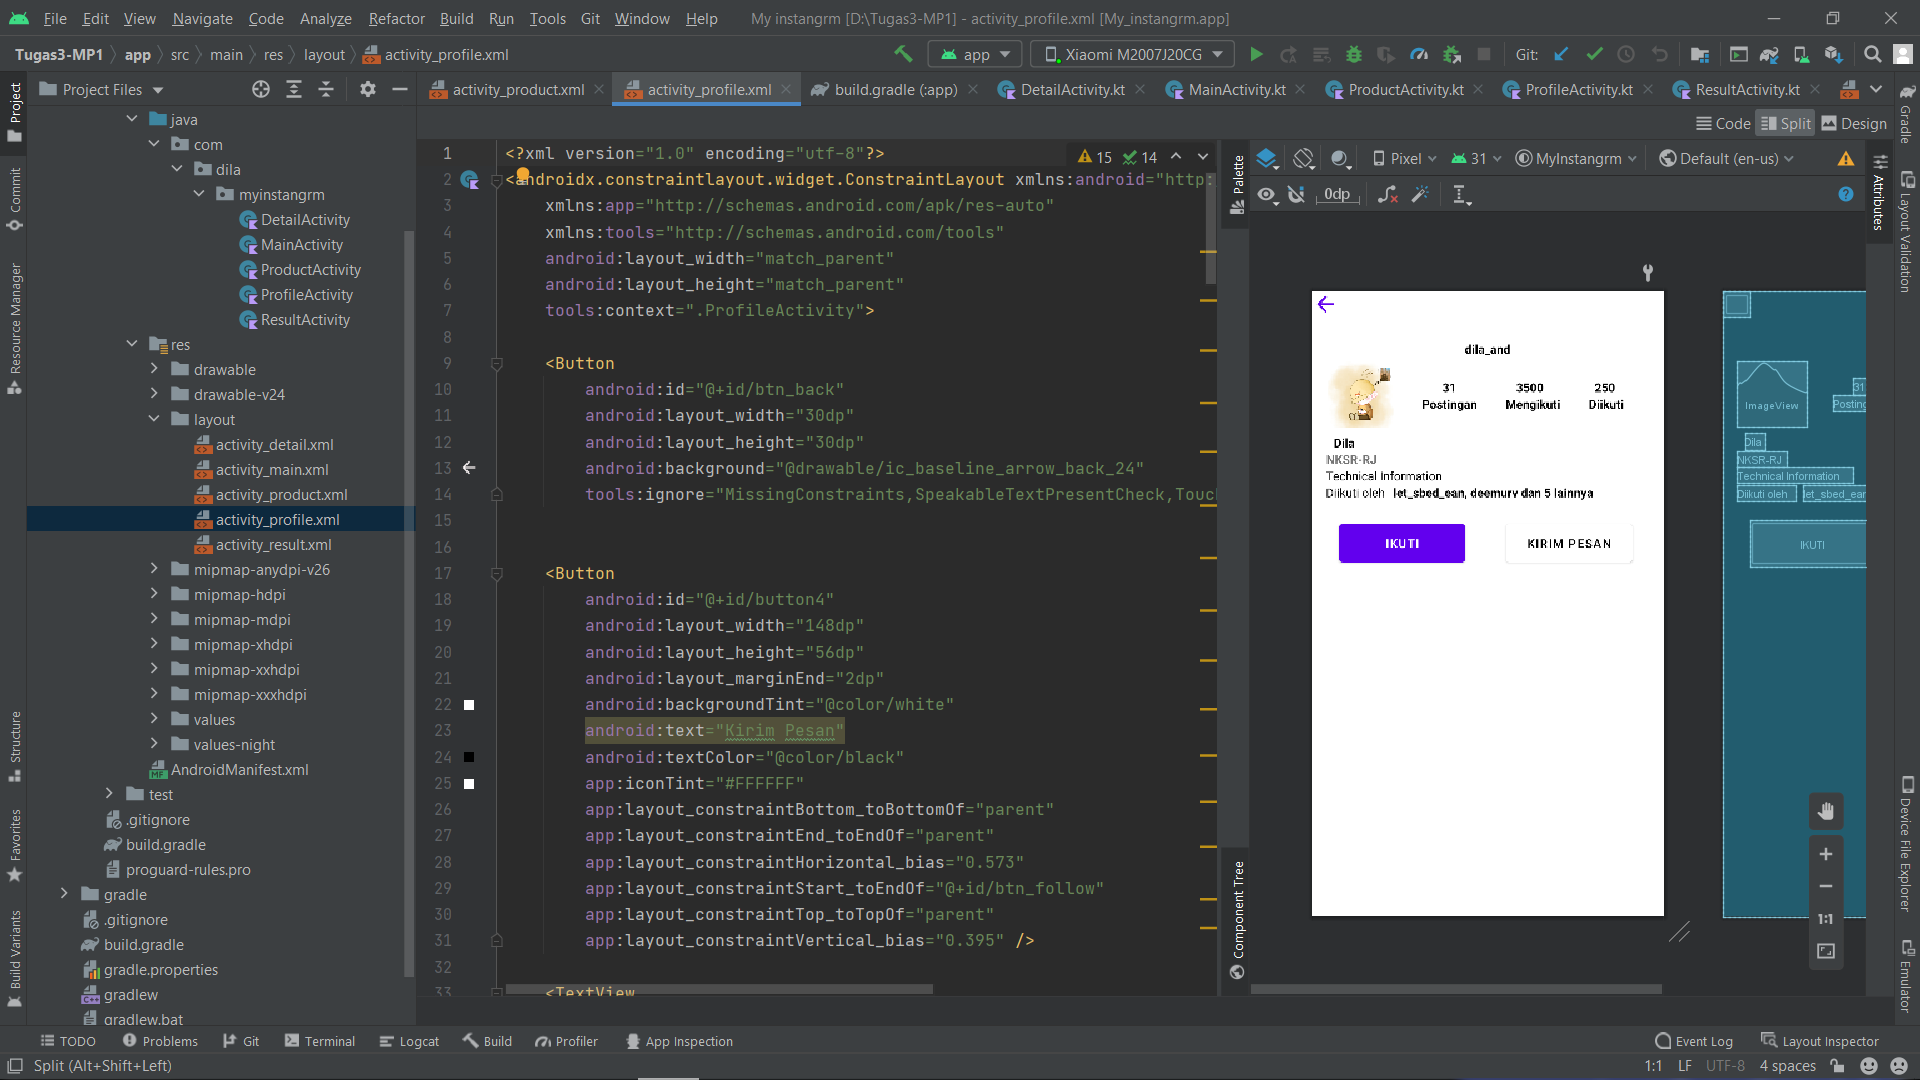 File Edit View Navigate Code Analyze Refactor Build Run Tools Git Window Help My instangrm [D:\Tugas3-MP1] - activity_profile.xml [My_instangrm.app]
Tugas3-MP1 app src main res layout activity_profile.xml app Xiaomi M2007J20CG Git:
Project Files activity_product.xml activity_profile.xml build.gradle (:app) DetailActivity.kt MainActivity.kt ProductActivity.kt ProfileActivity.kt ResultActivity.kt
Code Split Design
Project
Commit
Resource Manager
Structure
Favorites
Build Variants
java
com
dila
myinstangrm
DetailActivity
MainActivity
ProductActivity
ProfileActivity
ResultActivity
res
drawable
drawable-v24
layout
activity_detail.xml
activity_main.xml
activity_product.xml
activity_profile.xml
activity_result.xml
mipmap-anydpi-v26
mipmap-hdpi
mipmap-mdpi
mipmap-xhdpi
mipmap-xxhdpi
mipmap-xxxhdpi
values
values-night
AndroidManifest.xml
test
.gitignore
build.gradle
proguard-rules.pro
gradle
.gitignore
build.gradle
gradle.properties
gradlew
gradlew.bat
15 14
1 <?xml version="1.0" encoding="utf-8"?>
2 <androidx.constraintlayout.widget.ConstraintLayout xmlns:android="http:
3 xmlns:app="http://schemas.android.com/apk/res-auto"
4 xmlns:tools="http://schemas.android.com/tools"
5 android:layout_width="match_parent"
6 android:layout_height="match_parent"
7 tools:context=".ProfileActivity">
8
9 <Button
10 android:id="@+id/btn_back"
11 android:layout_width="30dp"
12 android:layout_height="30dp"
13 android:background="@drawable/ic_baseline_arrow_back_24"
14 tools:ignore="MissingConstraints,SpeakableTextPresentCheck,Touc
15
16
17 <Button
18 android:id="@+id/button4"
19 android:layout_width="148dp"
20 android:layout_height="56dp"
21 android:layout_marginEnd="2dp"
22 android:backgroundTint="@color/white"
23 android:text="Kirim Pesan"
24 android:textColor="@color/black"
25 app:iconTint="#FFFFFF"
26 app:layout_constraintBottom_toBottomOf="parent"
27 app:layout_constraintEnd_toEndOf="parent"
28 app:layout_constraintHorizontal_bias="0.573"
29 app:layout_constraintStart_toEndOf="@+id/btn_follow"
30 app:layout_constraintTop_toTopOf="parent"
31 app:layout_constraintVertical_bias="0.395" />
32
33 <TextView
Palette
Component Tree
Pixel 31 MyInstangrm Default (en-us)
0dp
dila_and
31 3500 250
Postingan Mengikuti Diikuti
Dila
NKSR-RJ
Technical Information
Diikuti oleh let_sbed_ean, deemurv dan 5 lainnya
IKUTI KIRIM PESAN
31
ImageView Posting
Dila
NKSR-RJ
Technical Information
Diikuti oleh let_sbed_ear
IKUTI
1:1
Attributes
Gradle
Layout Validation
Device File Explorer
Emulator
TODO Problems Git Terminal Logcat Build Profiler App Inspection Event Log Layout Inspector
Split (Alt+Shift+Left) 1:1 LF UTF-8 4 spaces